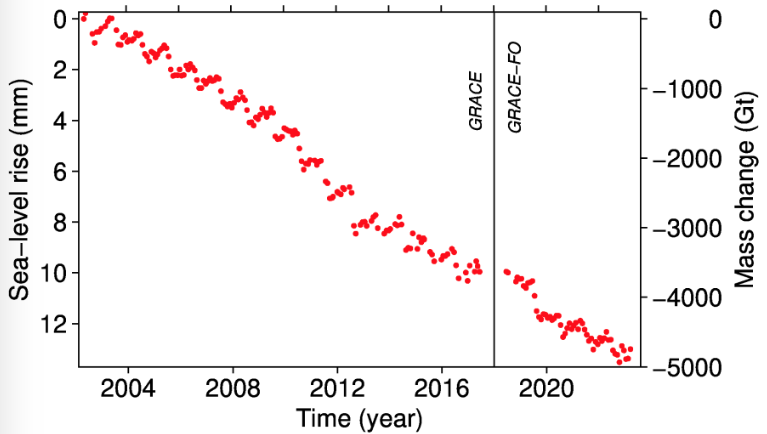 0
2
4
6
8
10
12
Sea−level rise (mm)
GRACE
GRACE−FO
0
−1000
−2000
−3000
−4000
−5000
Mass change (Gt)
2004 2008 2012 2016 2020
Time (year)